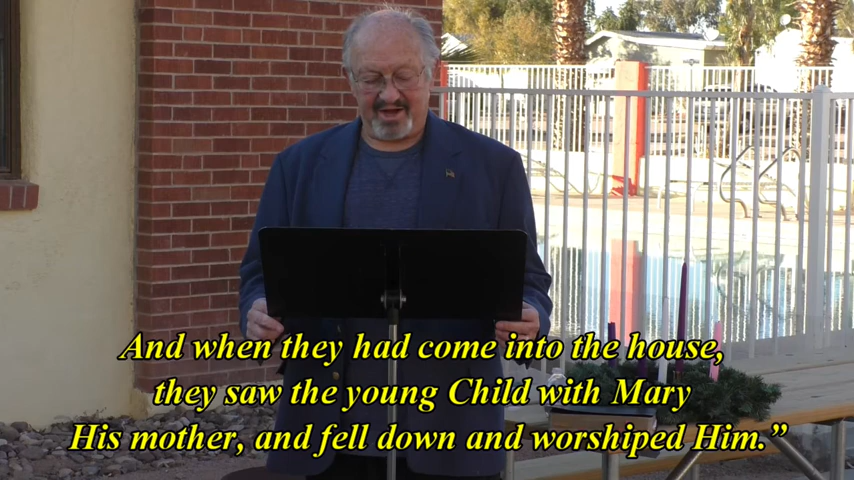 And when they had come into the house,
they saw the young Child with Mary
His mother, and fell down and worshiped Him.”